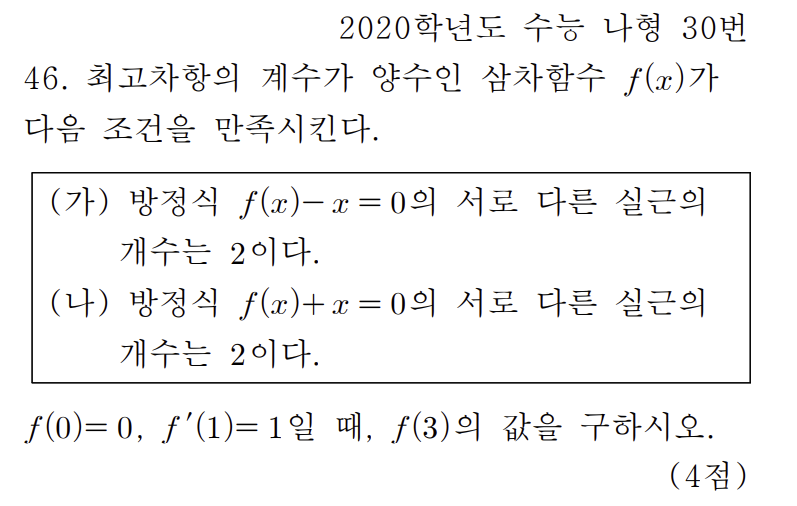 2020학년도 수능 나형 30번
46. 최고차항의 계수가 양수인 삼차함수 f(x)가
다음 조건을 만족시킨다.
(가) 방정식 f(x)−x=0의 서로 다른 실근의
개수는 2이다.
(나) 방정식 f(x)+x=0의 서로 다른 실근의
개수는 2이다.
f(0)=0, f′(1)=1일 때, f(3)의 값을 구하시오.
(4점)